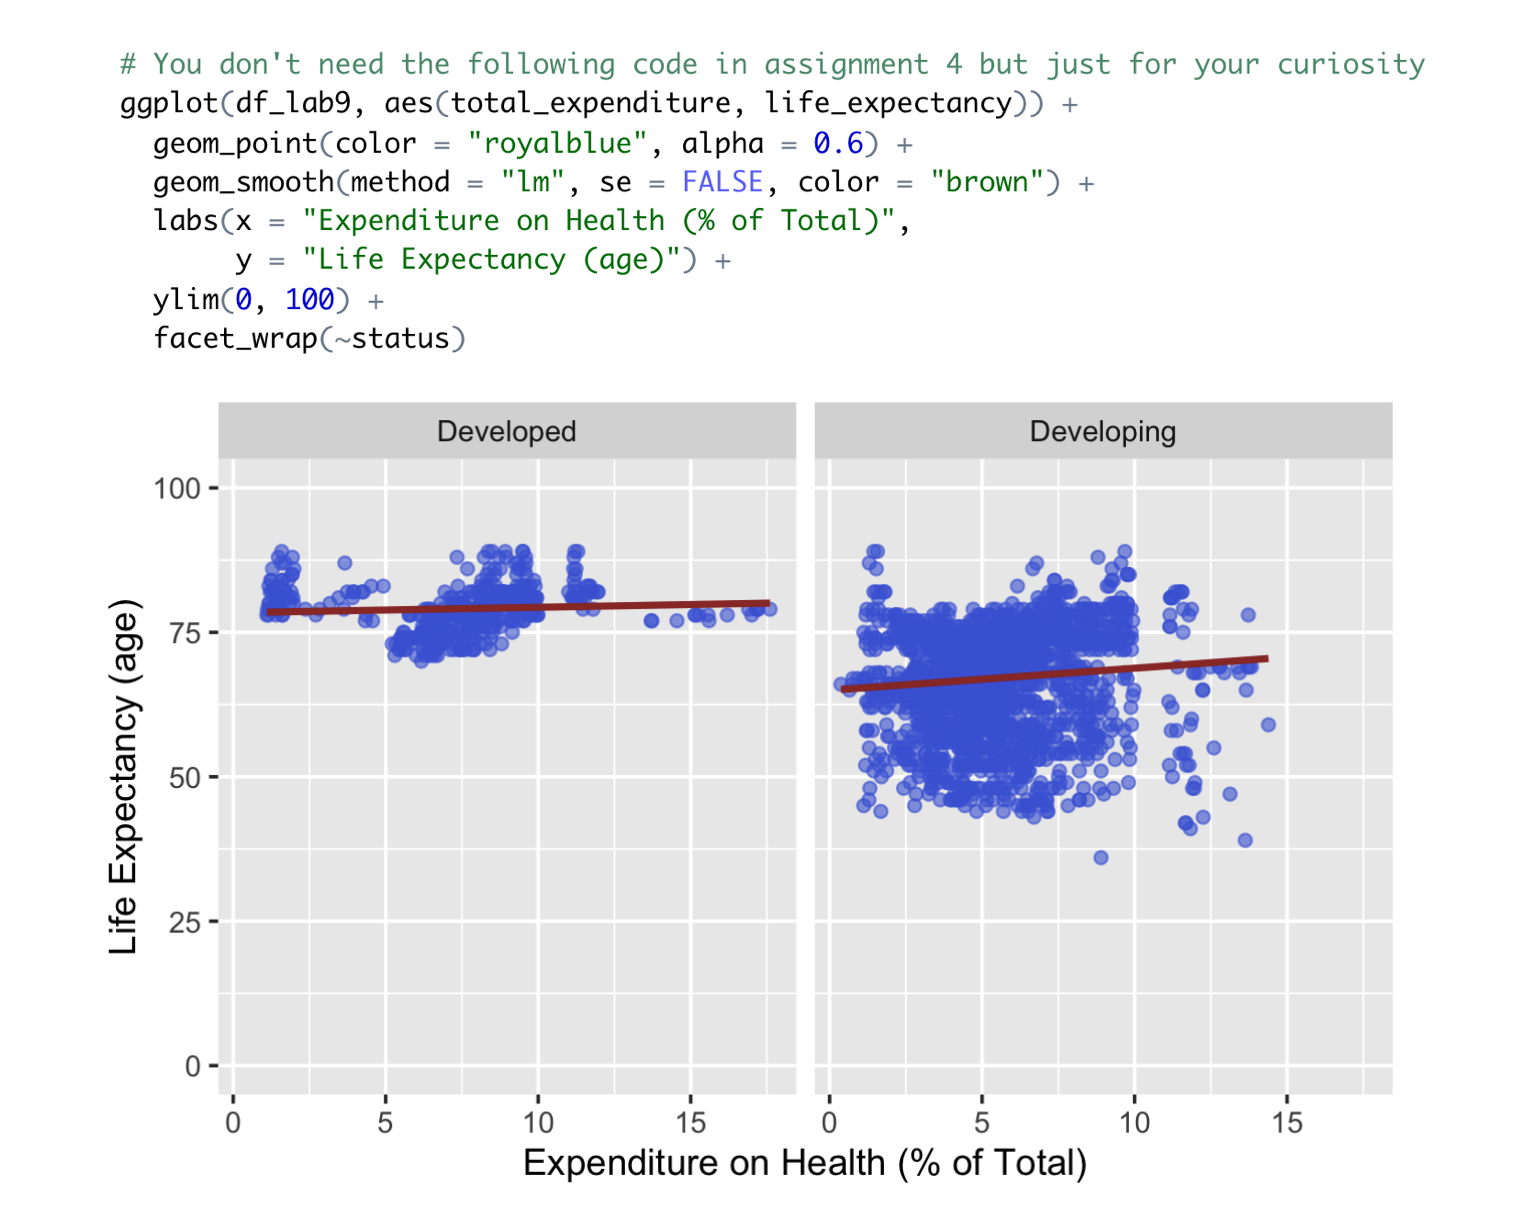 # You don't need the following code in assignment 4 but just for your curiosity
ggplot(df_lab9, aes(total_expenditure, life_expectancy)) +
  geom_point(color = "royalblue", alpha = 0.6) +
  geom_smooth(method = "lm", se = FALSE, color = "brown") +
  labs(x = "Expenditure on Health (% of Total)",
       y = "Life Expectancy (age)") +
  ylim(0, 100) +
  facet_wrap(~status)
Developed Developing
100
75
50
25
0
Life Expectancy (age)
0 5 10 15 0 5 10 15
Expenditure on Health (% of Total)